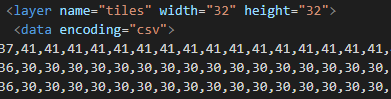 <layer name="tiles" width="32" height="32">
<data encoding="csv">
37,41,41,41,41,41,41,41,41,41,41,41,41,41,41,41,
36,30,30,30,30,30,30,30,30,30,30,30,30,30,30,30,
36,30,30,30,30,30,30,30,30,30,30,30,30,30,30,30,